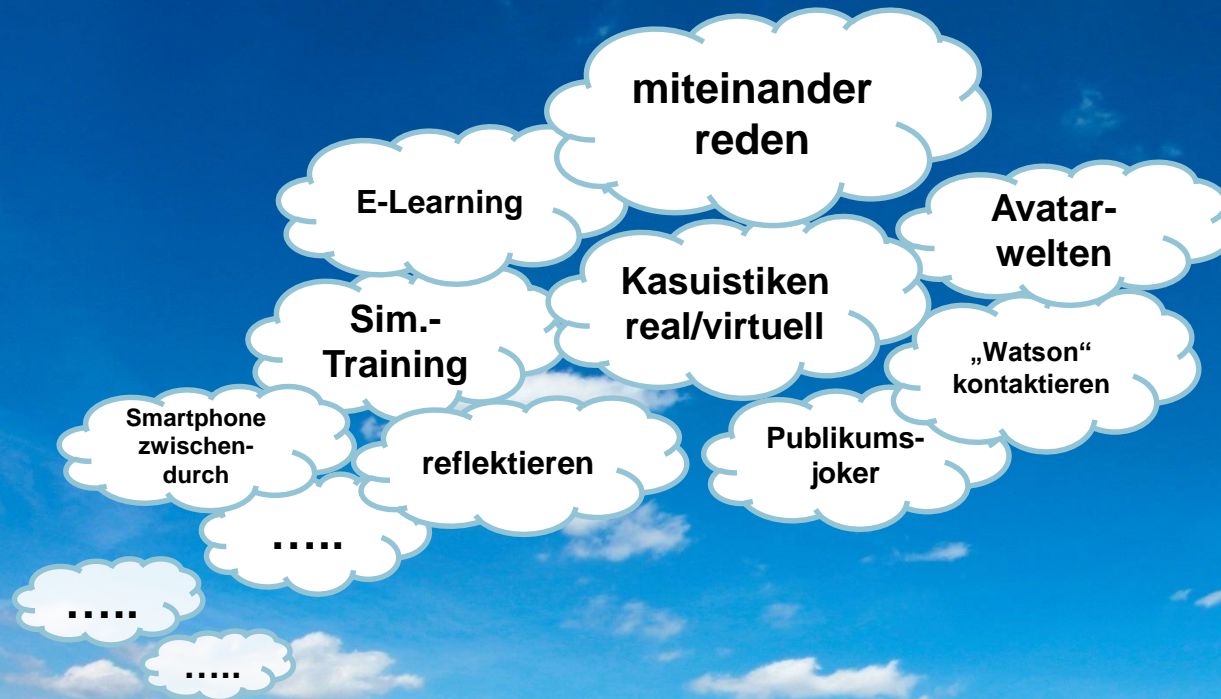 miteinander
reden
E-Learning
Avatar-
welten
Kasuistiken
real/virtuell
Sim.-
Training
„Watson“
kontaktieren
Smartphone
zwischen-
durch
reflektieren
Publikums-
joker
…..
…..
…..